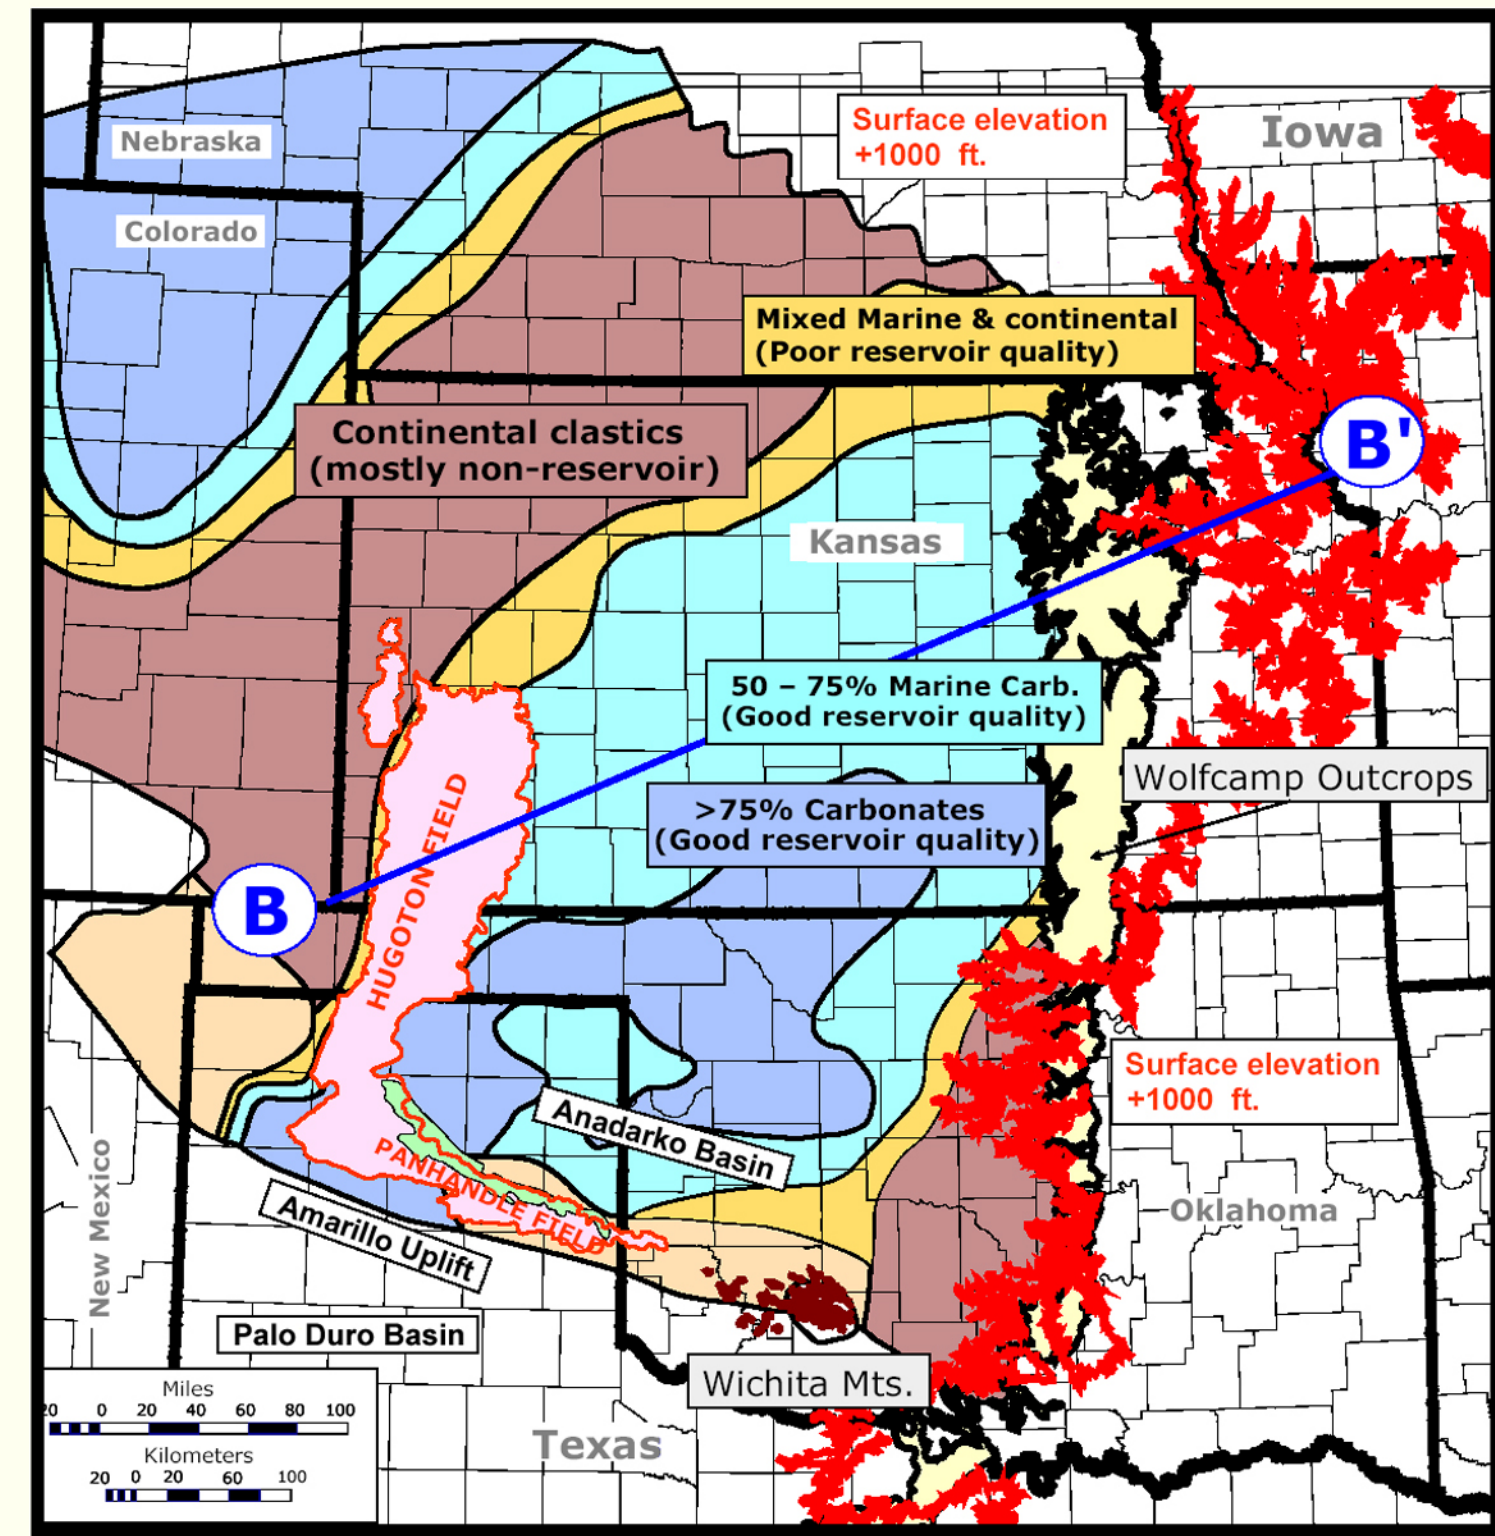 Nebraska
Surface elevation
+1000 ft.
Iowa
Colorado
Mixed Marine & continental
(Poor reservoir quality)
Continental clastics
(mostly non-reservoir)
B'
Kansas
50 – 75% Marine Carb.
(Good reservoir quality)
Wolfcamp Outcrops
>75% Carbonates
(Good reservoir quality)
HUGOTON FIELD
B
Surface elevation
+1000 ft.
Anadarko Basin
PANHANDLE FIELD
Amarillo Uplift
New Mexico
Oklahoma
Palo Duro Basin
Wichita Mts.
Texas
Miles
20 0 20 40 60 80 100
Kilometers
20 0 20 60 100